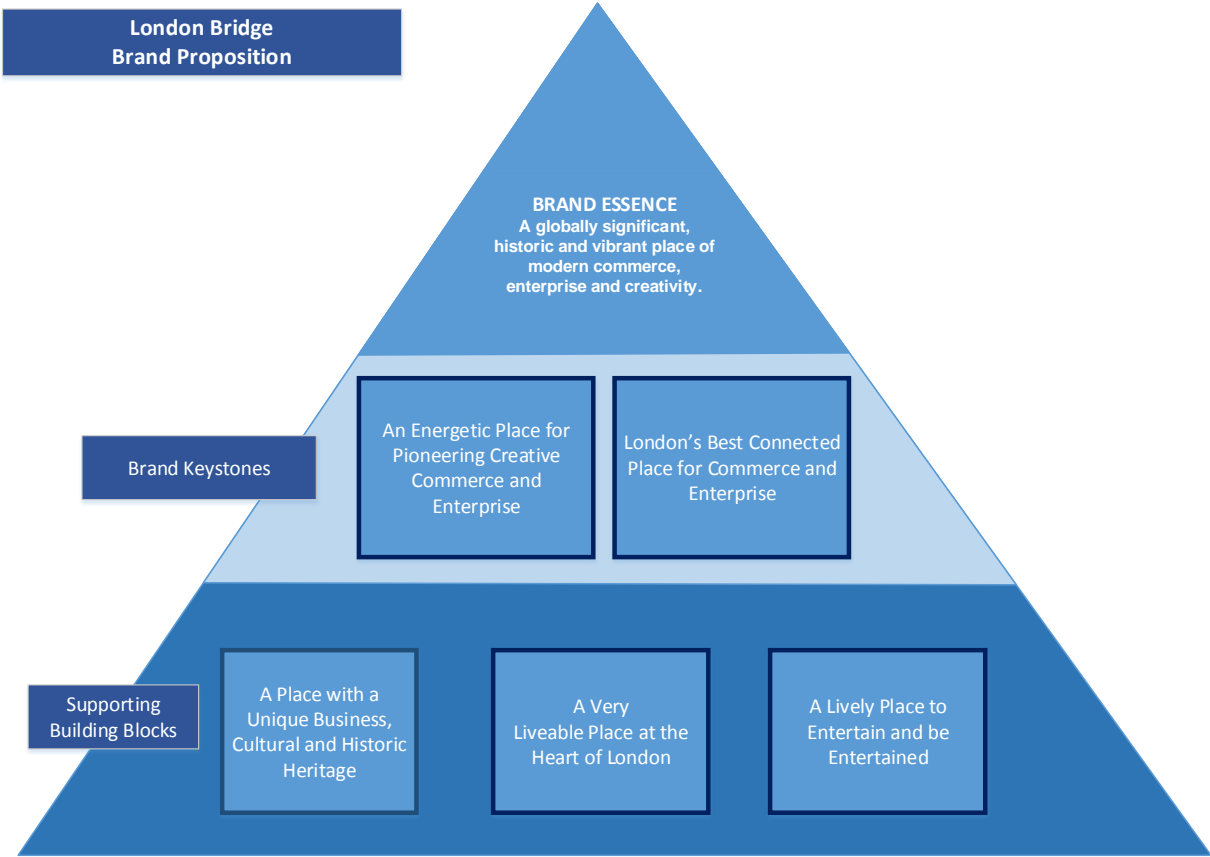 London Bridge
Brand Proposition
BRAND ESSENCE
A globally significant,
historic and vibrant place of
modern commerce,
enterprise and creativity.
Brand Keystones
An Energetic Place for
Pioneering Creative
Commerce and
Enterprise
London’s Best Connected
Place for Commerce and
Enterprise
Supporting
Building Blocks
A Place with a
Unique Business,
Cultural and Historic
Heritage
A Very
Liveable Place at the
Heart of London
A Lively Place to
Entertain and be
Entertained